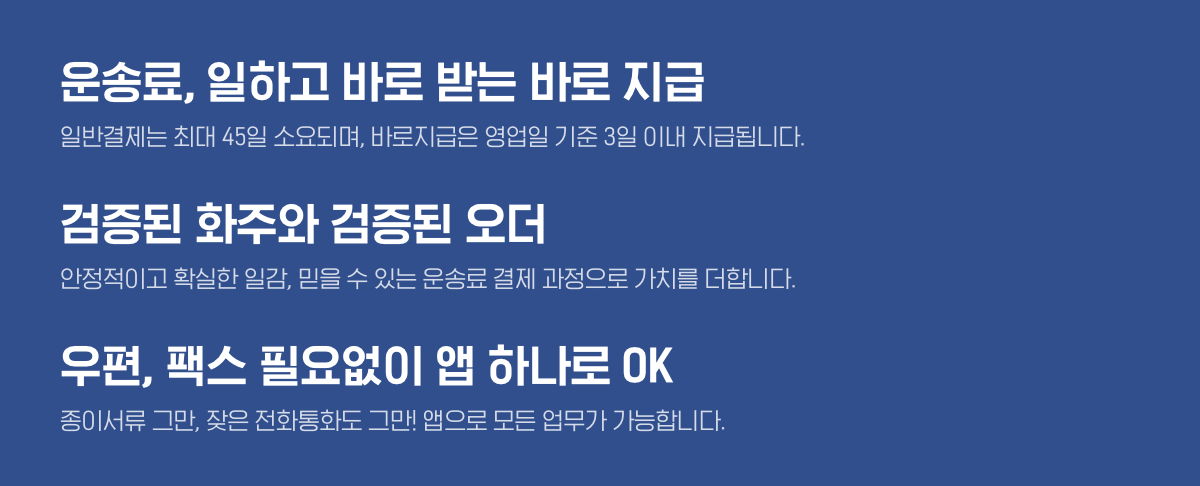 운송료, 일하고 바로 받는 바로 지급
일반결제는 최대 45일 소요되며, 바로지급은 영업일 기준 3일 이내 지급됩니다.
검증된 화주와 검증된 오더
안정적이고 확실한 일감, 믿을 수 있는 운송료 결제 과정으로 가치를 더합니다.
우편, 팩스 필요없이 앱 하나로 OK
종이서류 그만, 잦은 전화통화도 그만! 앱으로 모든 업무가 가능합니다.